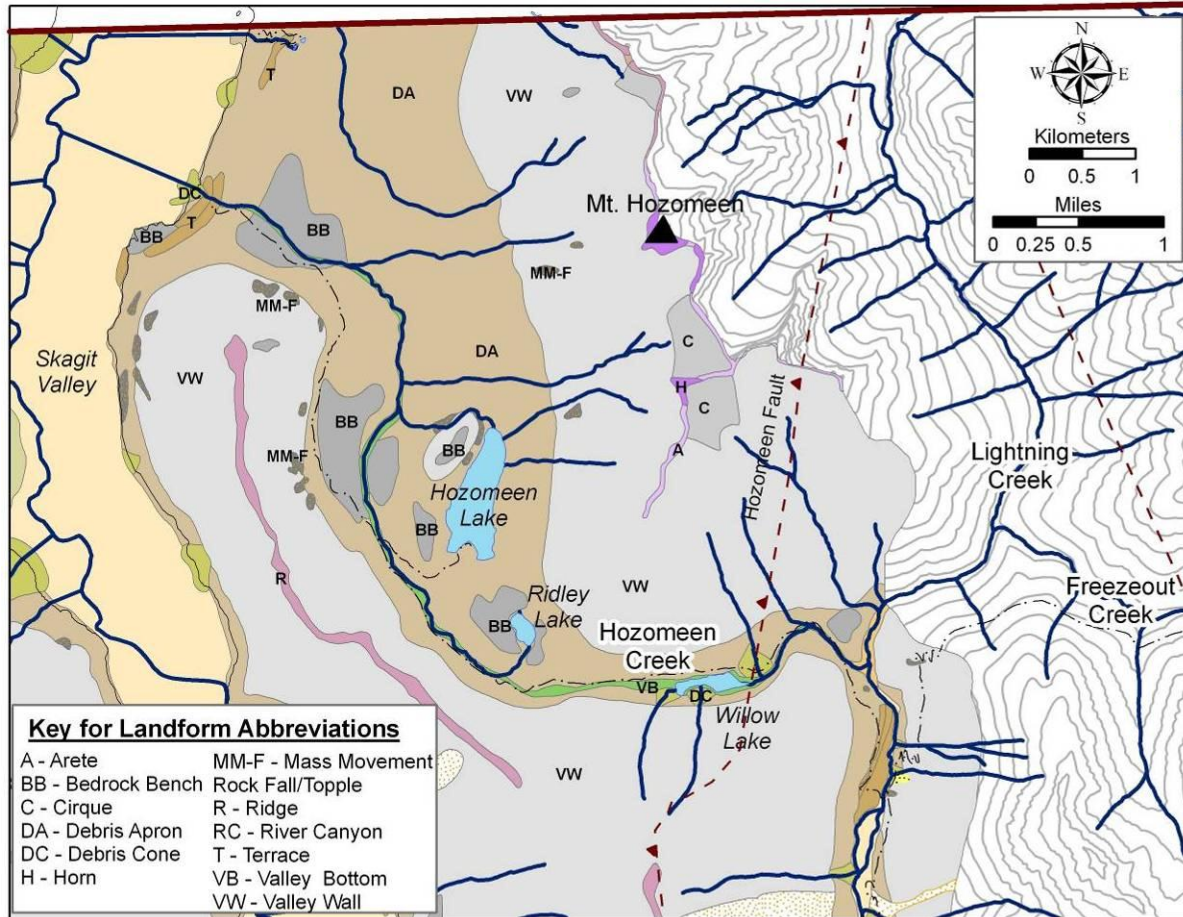 N
W E
S
Kilometers
0 0.5 1
Miles
0 0.25 0.5 1
T
DA
VW
DC
T
BB
BB
Mt. Hozomeen
MM-F
MM-F
Skagit
Valley
VW
DA
C
H
C
A
BB
MM-F
BB
Hozomeen
Lake
BB
R
Hozomeen Fault
Lightning
Creek
VW
Ridley
Lake
BB
Hozomeen
Creek
Freezeout
Creek
VB
DC
Willow
Lake
VW
Key for Landform Abbreviations
A - Arete
BB - Bedrock Bench
C - Cirque
DA - Debris Apron
DC - Debris Cone
H - Horn
MM-F - Mass Movement
Rock Fall/Topple
R - Ridge
RC - River Canyon
T - Terrace
VB - Valley Bottom
VW - Valley Wall